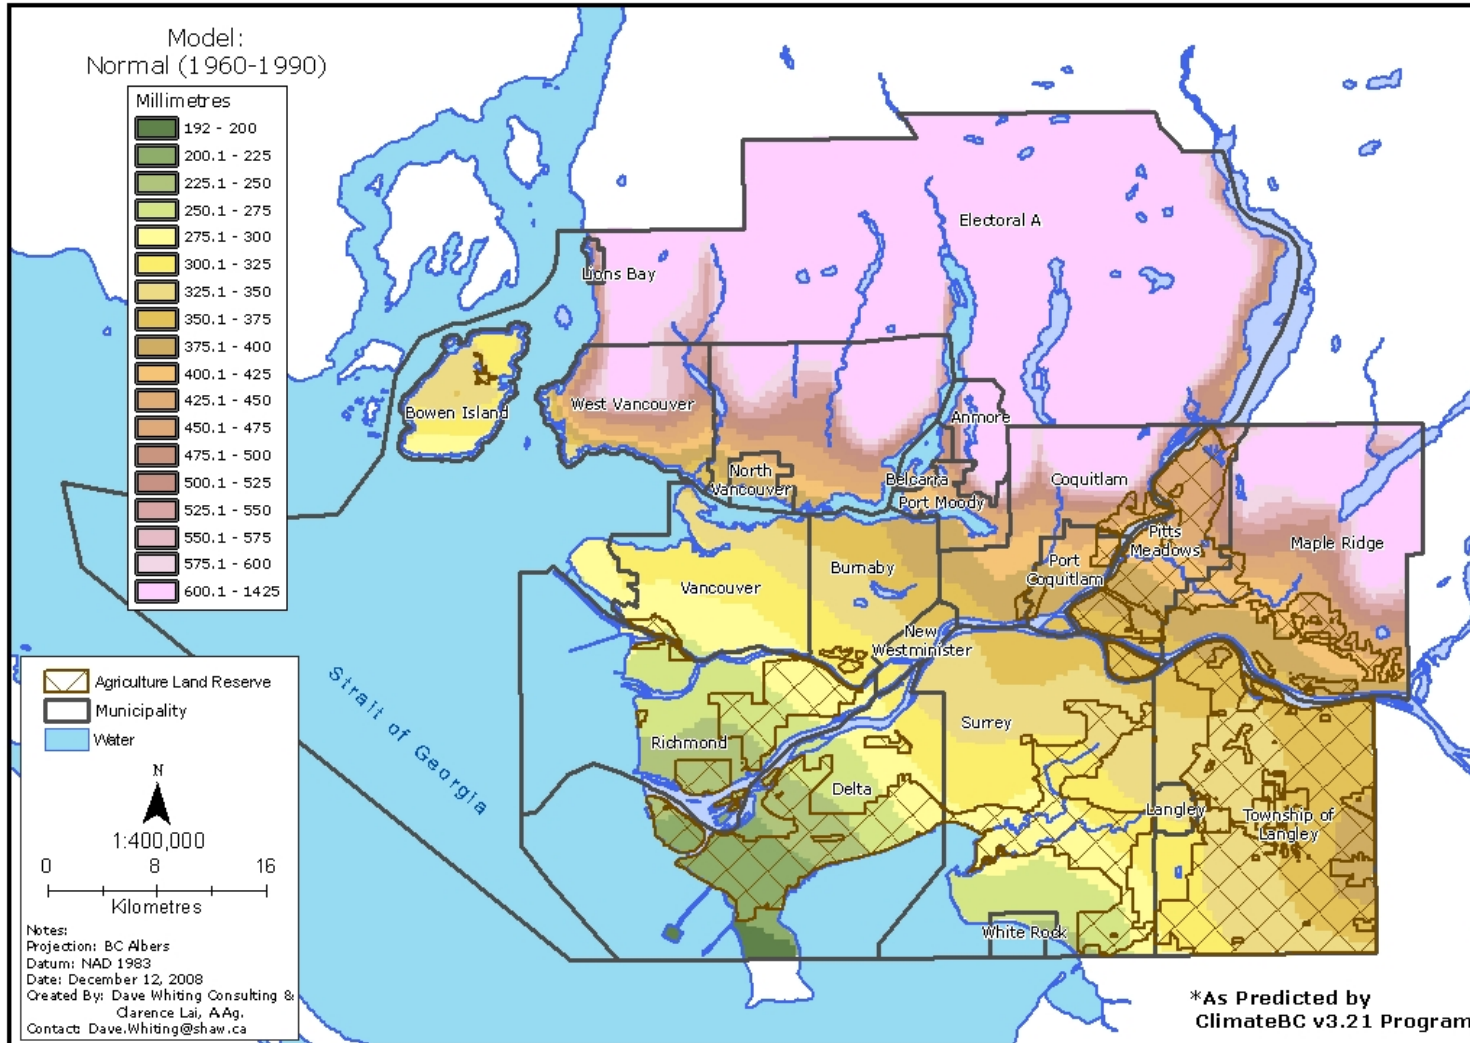 Model:
Normal (1960-1990)
Millimetres
192 - 200
200.1 - 225
225.1 - 250
250.1 - 275
275.1 - 300
300.1 - 325
325.1 - 350
350.1 - 375
375.1 - 400
400.1 - 425
425.1 - 450
450.1 - 475
475.1 - 500
500.1 - 525
525.1 - 550
550.1 - 575
575.1 - 600
600.1 - 1425
Electoral A
Lions Bay
Bowen Island
West Vancouver
Anmore
North
Vancouver
Belcarra
Port Moody
Coquitlam
Pitts
Meadows
Maple Ridge
Port
Coquitlam
Vancouver
Burnaby
New
Westminister
Surrey
Richmond
Delta
Langley
Township of
Langley
White Rock
Strait of Georgia
Agriculture Land Reserve
Municipality
Water
N
1:400,000
0 8 16
Kilometres
Notes:
Projection: BC Albers
Datum: NAD 1983
Date: December 12, 2008
Created By: Dave Whiting Consulting &
Clarence Lai, A.Ag.
Contact: Dave.Whiting@shaw.ca
*As Predicted by
ClimateBC v3.21 Program